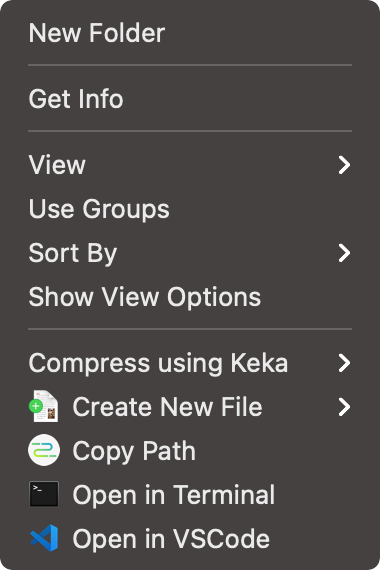 New Folder
Get Info
View
Use Groups
Sort By
Show View Options
Compress using Keka
Create New File
Copy Path
Open in Terminal
Open in VSCode